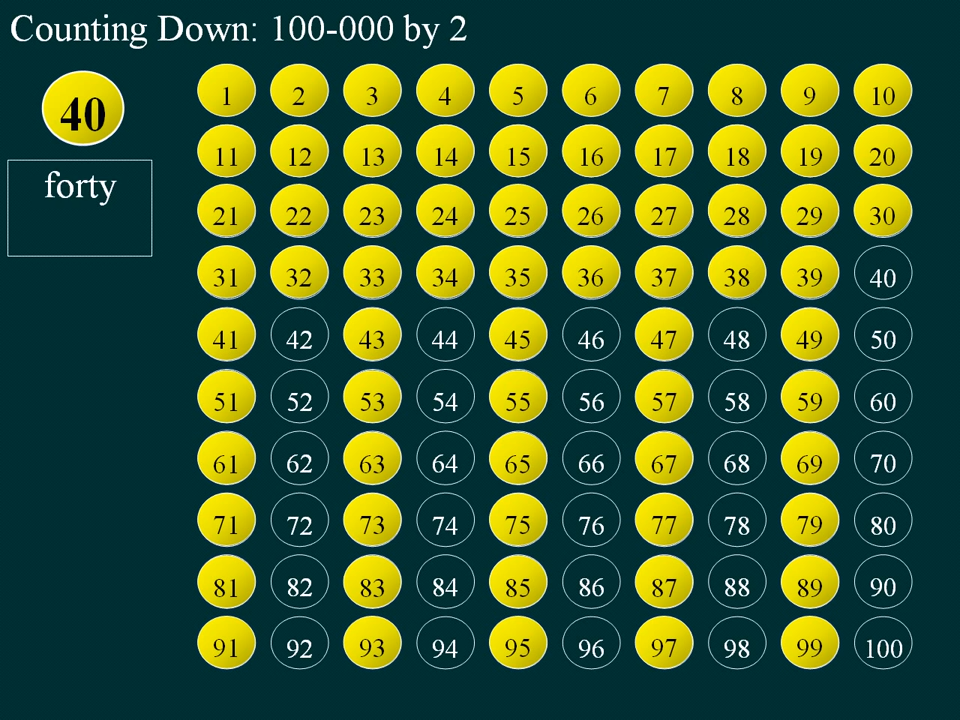 Counting Down: 100-000 by 2
40
forty
1 2 3 4 5 6 7 8 9 10
11 12 13 14 15 16 17 18 19 20
21 22 23 24 25 26 27 28 29 30
31 32 33 34 35 36 37 38 39 40
41 42 43 44 45 46 47 48 49 50
51 52 53 54 55 56 57 58 59 60
61 62 63 64 65 66 67 68 69 70
71 72 73 74 75 76 77 78 79 80
81 82 83 84 85 86 87 88 89 90
91 92 93 94 95 96 97 98 99 100